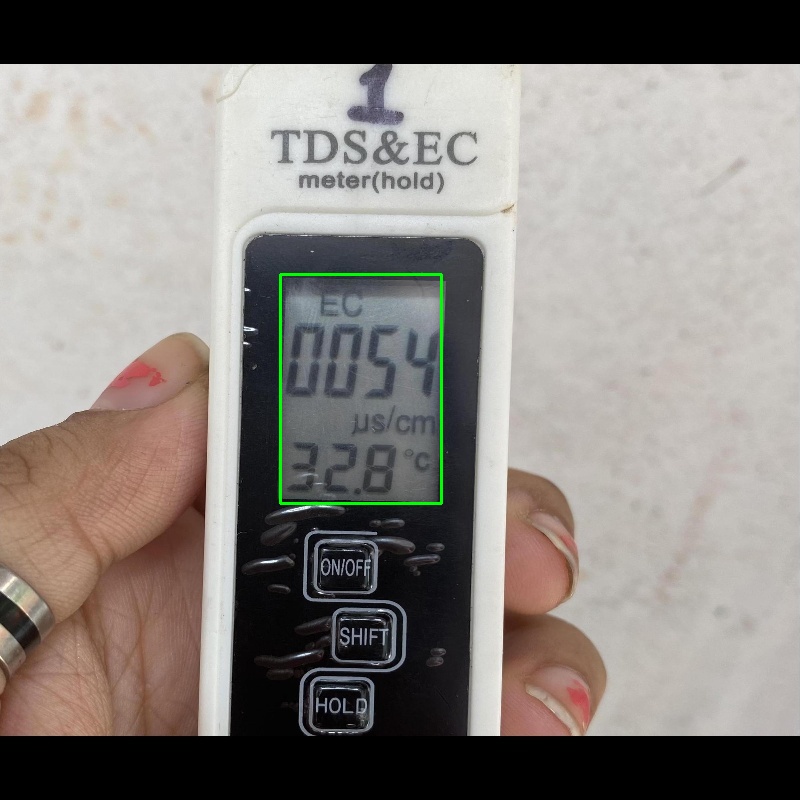 1
TDS&EC
meter(hold)
EC
0054
µs/cm
32.8 °c
ON/OFF
SHIFT
HOLD